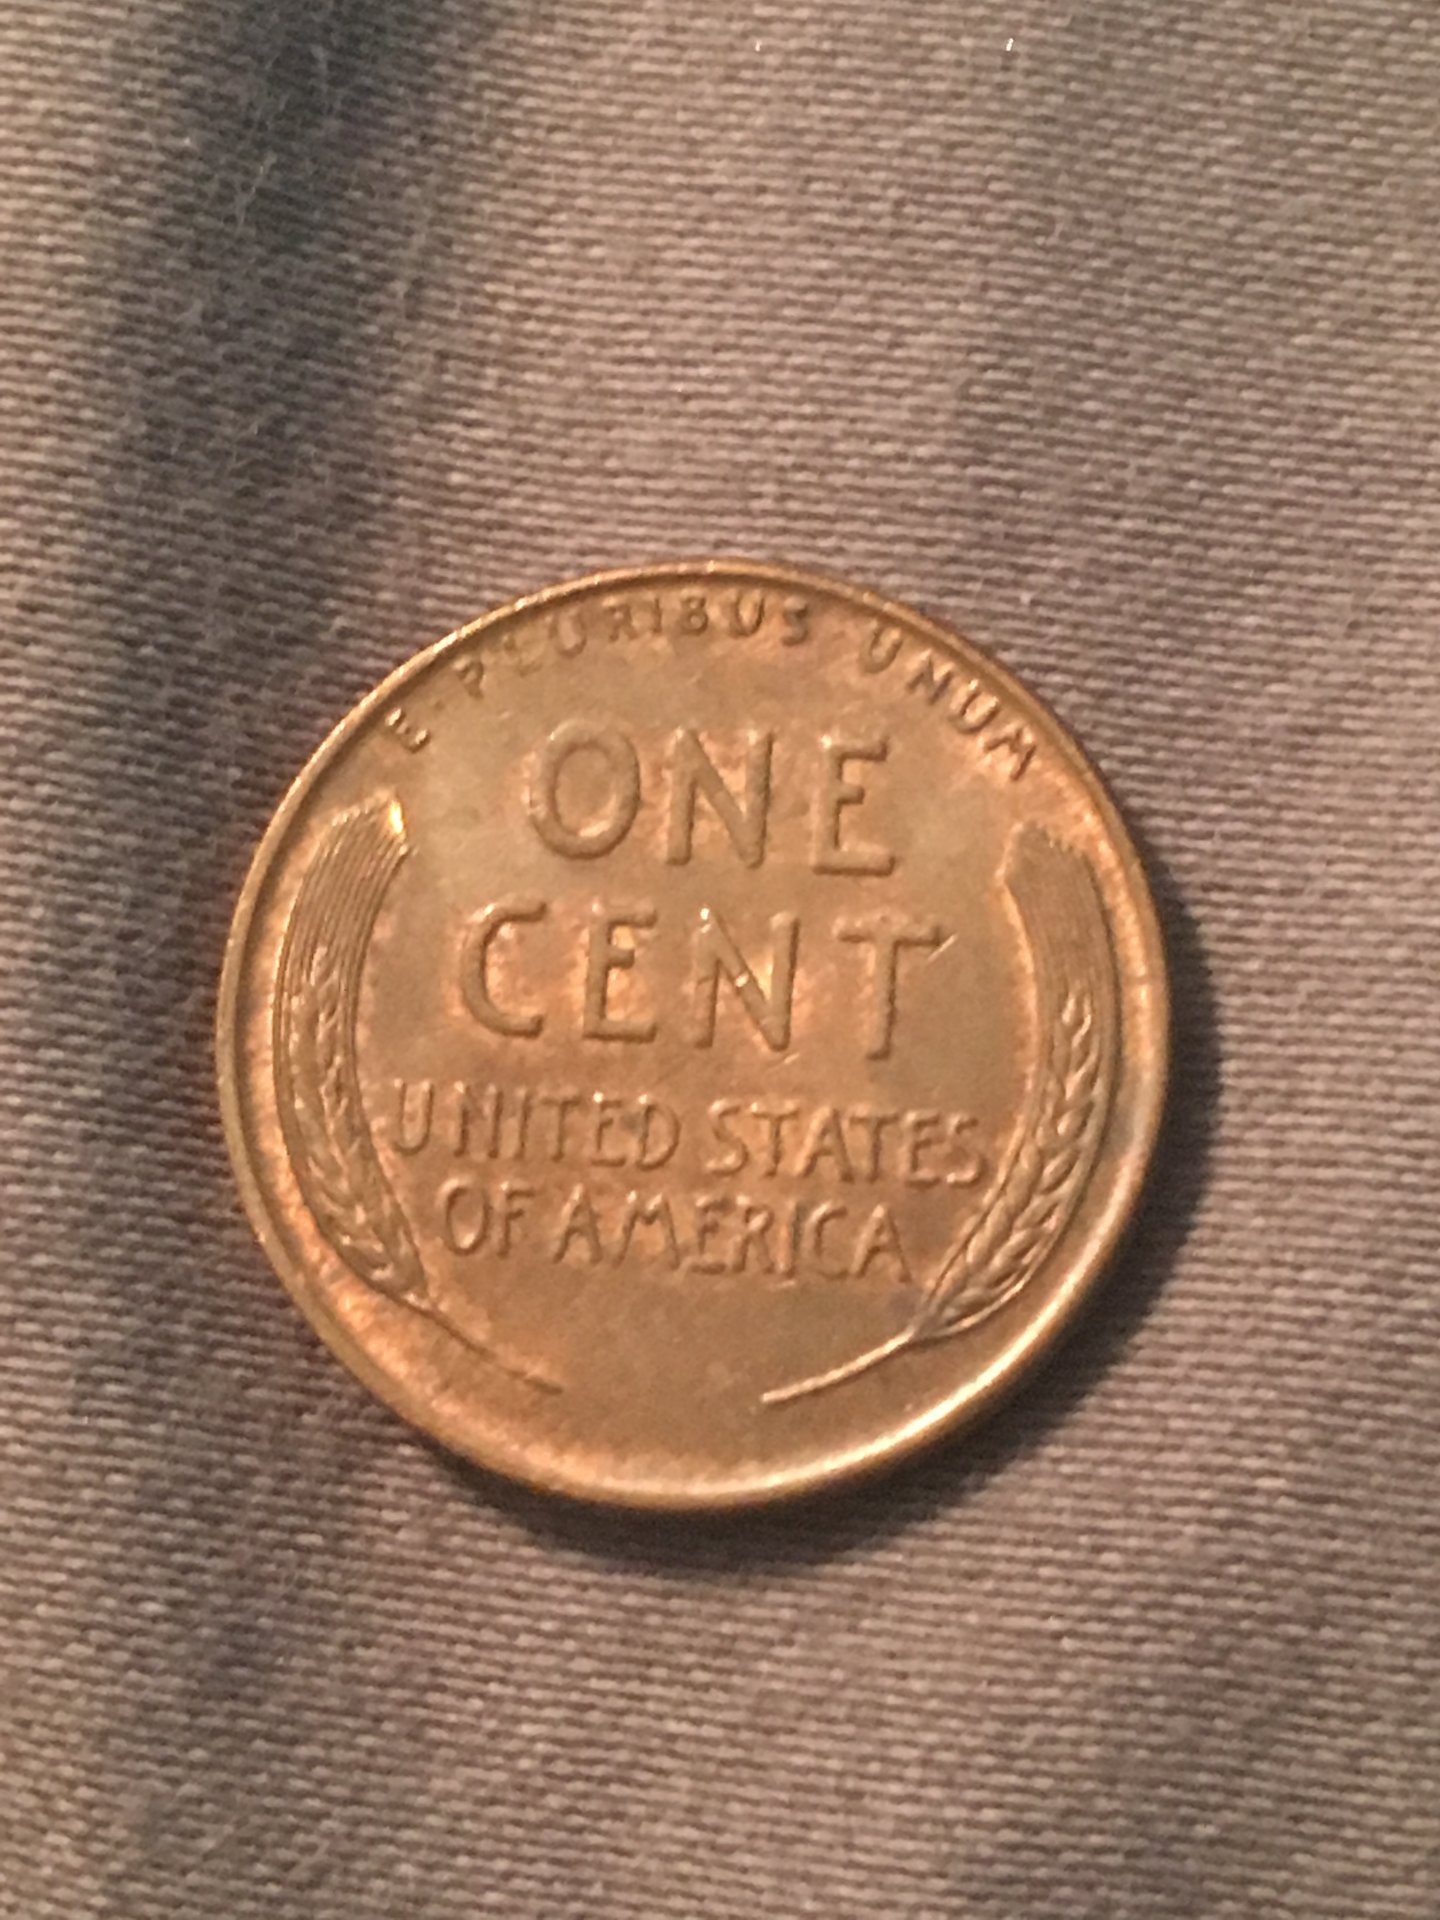 E·PLURIBUS·UNUM
ONE
CENT
UNITED STATES
OF AMERICA